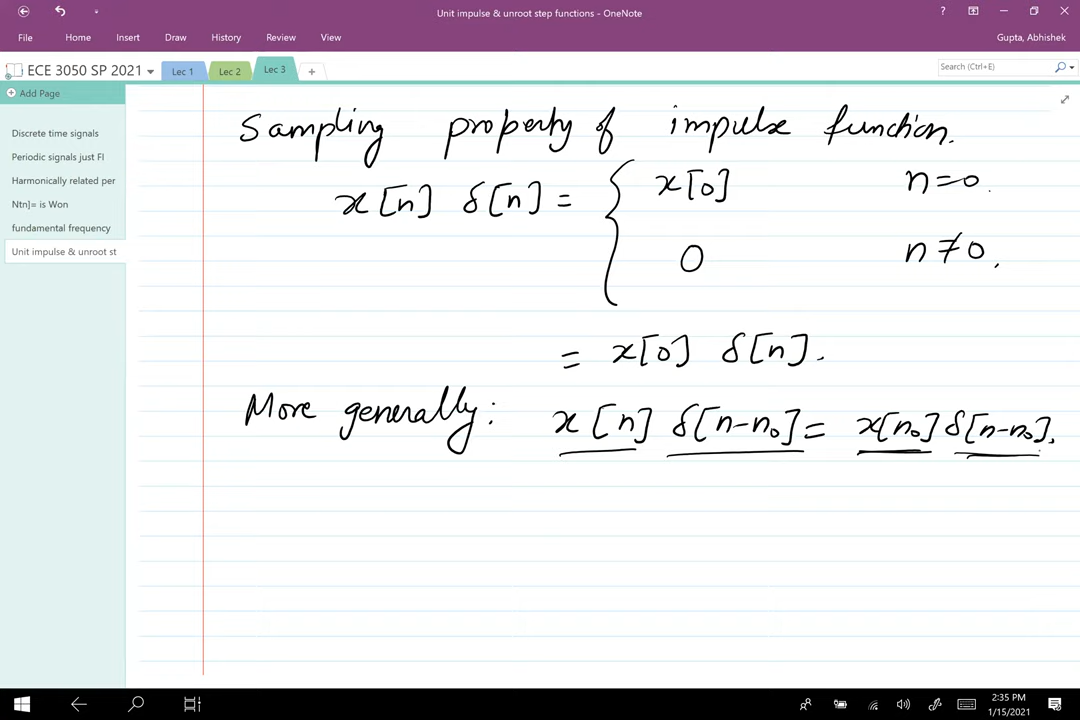 Unit impulse & unroot step functions - OneNote
?
File Home Insert Draw History Review View
Gupta, Abhishek
ECE 3050 SP 2021
Lec 1
Lec 2
Lec 3
+
Search (Ctrl+E)
+ Add Page
Discrete time signals
Periodic signals just FI
Harmonically related per
Ntn]= is Won
fundamental frequency
Unit impulse & unroot st
Sampling property of impulse function.
x[n] δ[n] = { x[0] n=0.
0 n≠0.
= x[0] δ[n].
More generally: x[n] δ[n-n₀] = x[n₀] δ[n-n₀].
2:35 PM
1/15/2021